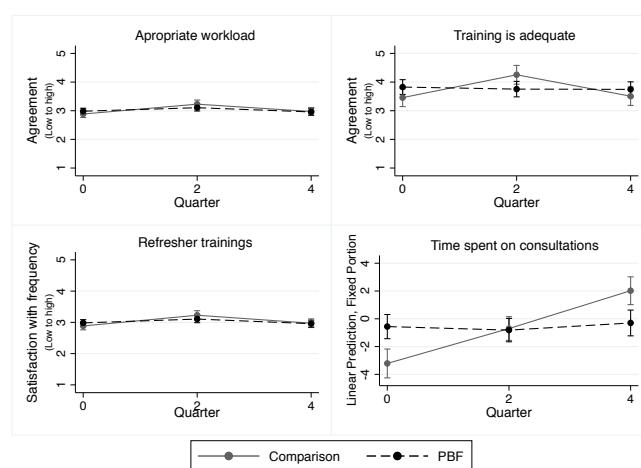 Apropriate workload
Agreement
(Low to high)
1 2 3 4 5
0 2 4
Quarter
Training is adequate
Agreement
(Low to high)
1 2 3 4 5
0 2 4
Quarter
Refresher trainings
Satisfaction with frequency
(Low to high)
1 2 3 4 5
0 2 4
Quarter
Time spent on consultations
Linear Prediction, Fixed Portion
-4 -2 0 2 4
0 2 4
Quarter
Comparison PBF